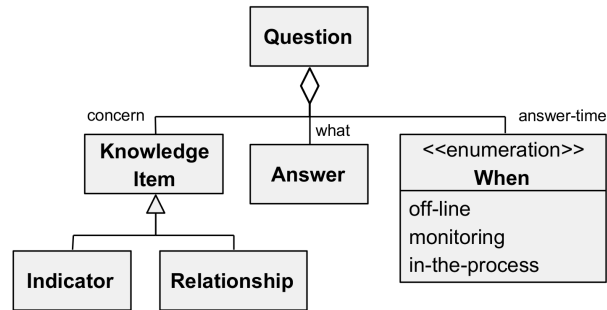 Question
concern
what
answer-time
Knowledge
Item
Answer
<<enumeration>>
When
off-line
monitoring
in-the-process
Indicator
Relationship